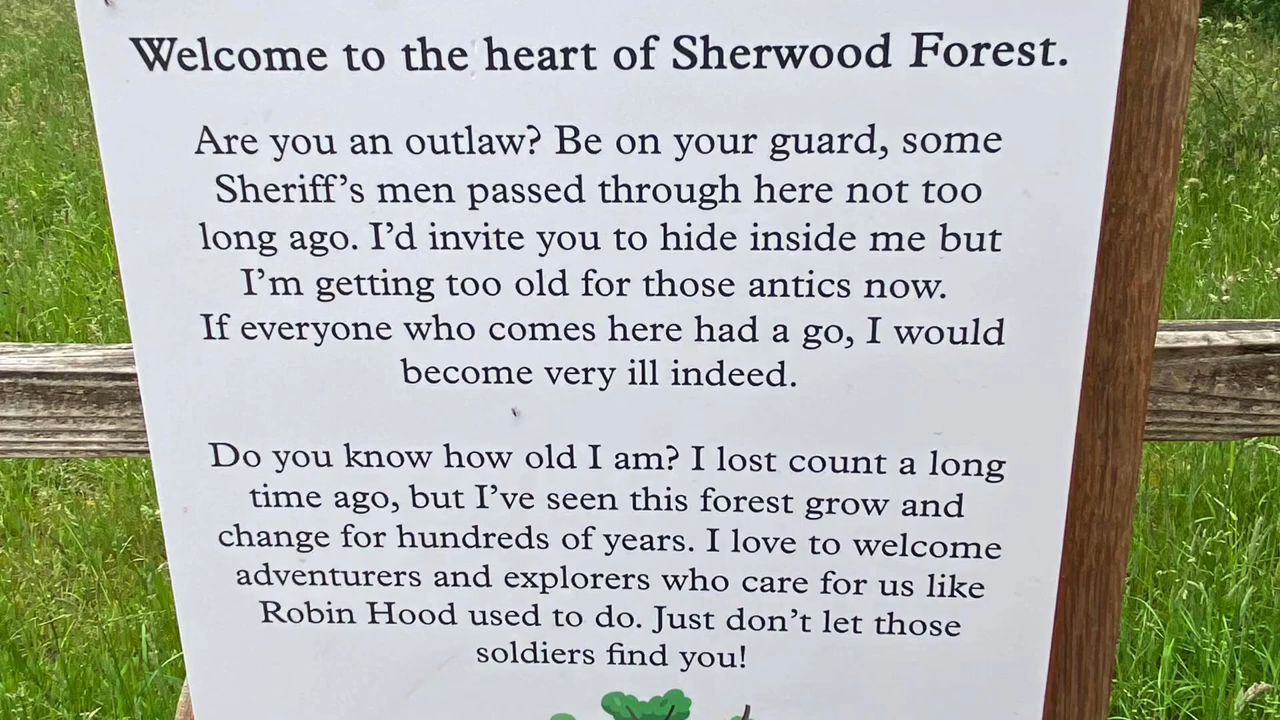 Welcome to the heart of Sherwood Forest.
Are you an outlaw? Be on your guard, some
Sheriff’s men passed through here not too
long ago. I’d invite you to hide inside me but
I’m getting too old for those antics now.
If everyone who comes here had a go, I would
become very ill indeed.
Do you know how old I am? I lost count a long
time ago, but I’ve seen this forest grow and
change for hundreds of years. I love to welcome
adventurers and explorers who care for us like
Robin Hood used to do. Just don’t let those
soldiers find you!